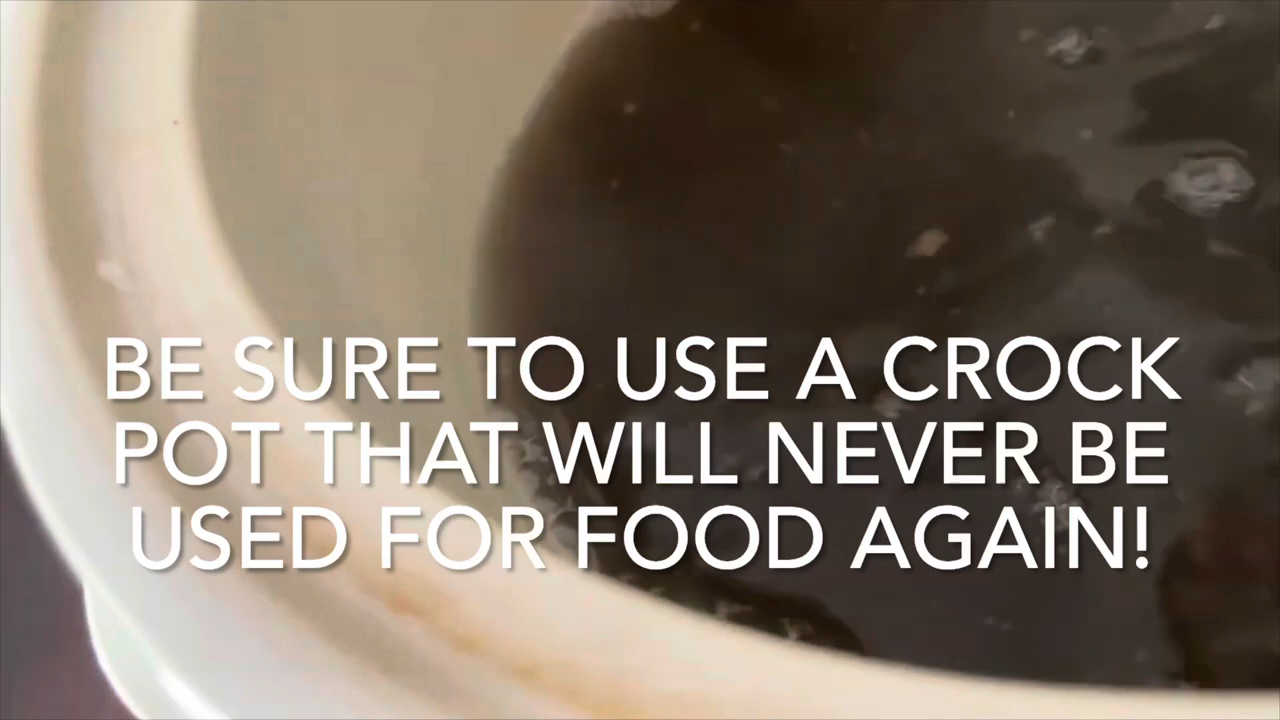 BE SURE TO USE A CROCK
POT THAT WILL NEVER BE
USED FOR FOOD AGAIN!